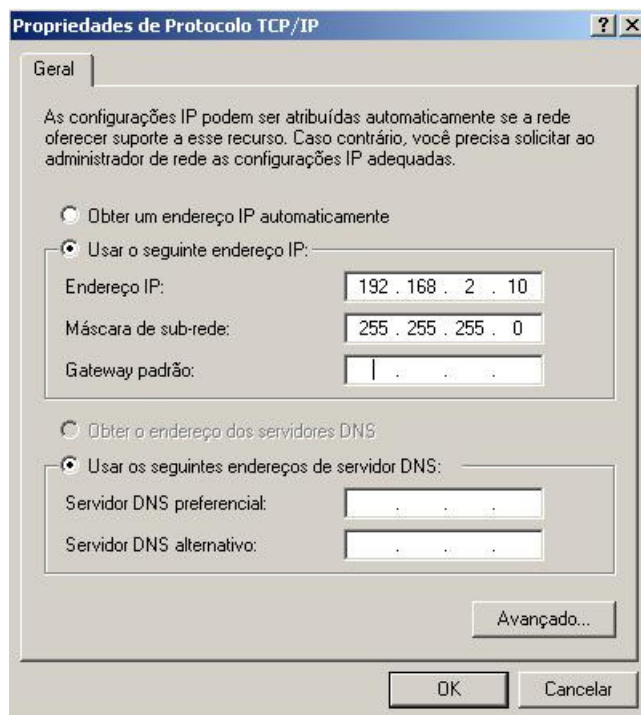 Propriedades de Protocolo TCP/IP
Geral
As configurações IP podem ser atribuídas automaticamente se a rede
oferecer suporte a esse recurso. Caso contrário, você precisa solicitar ao
administrador de rede as configurações IP adequadas.
Obter um endereço IP automaticamente
Usar o seguinte endereço IP:
Endereço IP: 192 . 168 . 2 . 10
Máscara de sub-rede: 255 . 255 . 255 . 0
Gateway padrão: . . .
Obter o endereço dos servidores DNS
Usar os seguintes endereços de servidor DNS:
Servidor DNS preferencial: . . .
Servidor DNS alternativo: . . .
Avançado...
OK Cancelar